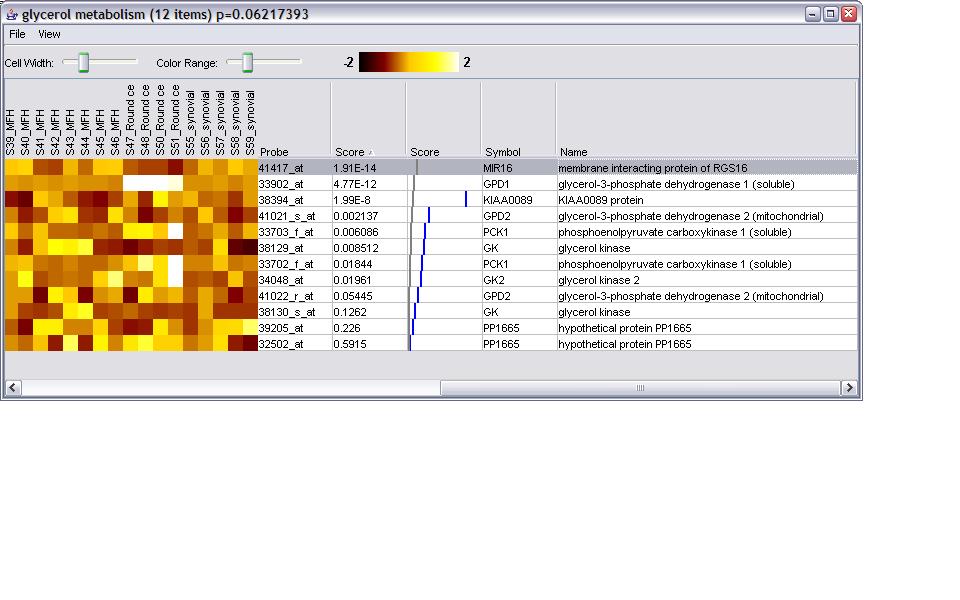 glycerol metabolism (12 items) p=0.06217393
File View
Cell Width: Color Range: -2 2
S39_MFH S40_MFH S41_MFH S42_MFH S43_MFH S44_MFH S45_MFH S46_MFH S47_Round ce S48_Round ce S50_Round ce S51_Round ce S55_synovial S56_synovial S57_synovial S58_synovial S59_synovial
Probe Score Score Symbol Name
41417_at 1.91E-14 MIR16 membrane interacting protein of RGS16
33902_at 4.77E-12 GPD1 glycerol-3-phosphate dehydrogenase 1 (soluble)
38394_at 1.99E-8 KIAA0089 KIAA0089 protein
41021_s_at 0.002137 GPD2 glycerol-3-phosphate dehydrogenase 2 (mitochondrial)
33703_f_at 0.006086 PCK1 phosphoenolpyruvate carboxykinase 1 (soluble)
38129_at 0.008512 GK glycerol kinase
33702_f_at 0.01844 PCK1 phosphoenolpyruvate carboxykinase 1 (soluble)
34048_at 0.01961 GK2 glycerol kinase 2
41022_r_at 0.05445 GPD2 glycerol-3-phosphate dehydrogenase 2 (mitochondrial)
38130_s_at 0.1262 GK glycerol kinase
39205_at 0.226 PP1665 hypothetical protein PP1665
32502_at 0.5915 PP1665 hypothetical protein PP1665